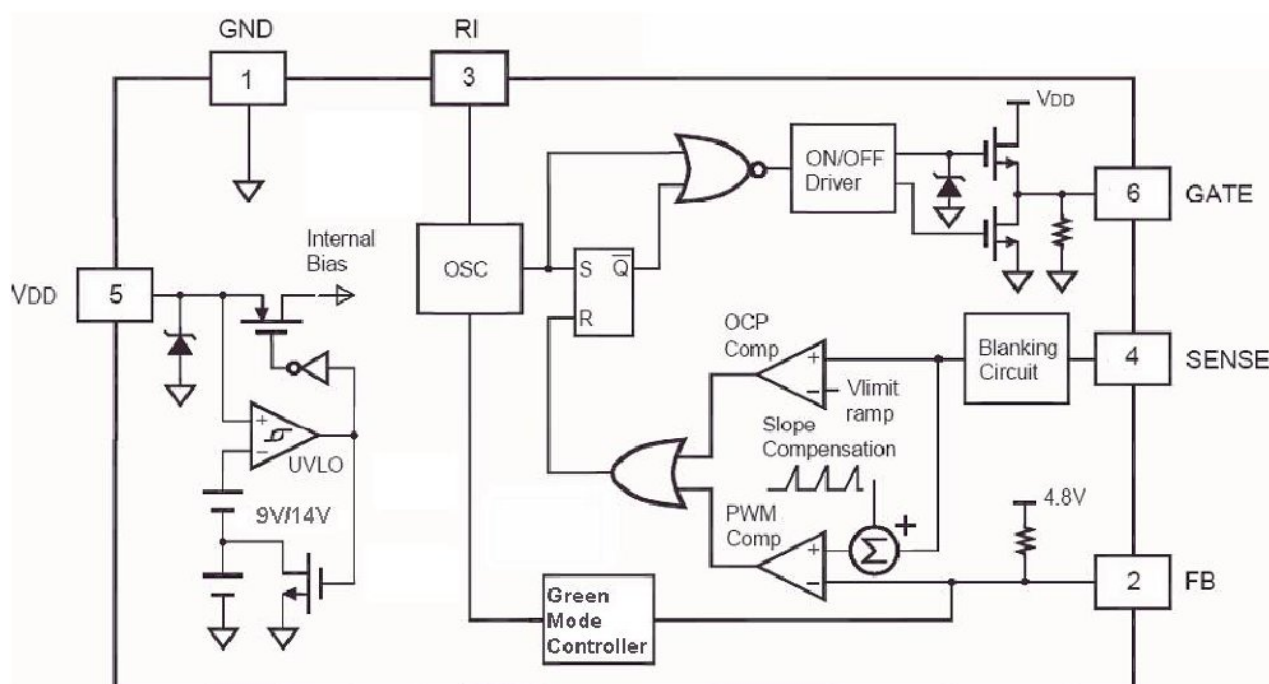 GND
RI
1
3
VDD
ON/OFF
Driver
6
GATE
Internal
Bias
OSC
S
Q
R
VDD
5
OCP
Comp
+
−
Vlimit
ramp
Blanking
Circuit
4
SENSE
Slope
Compensation
+
−
UVLO
9V/14V
4.8V
PWM
Comp
+
+
−
Σ
2
FB
Green
Mode
Controller